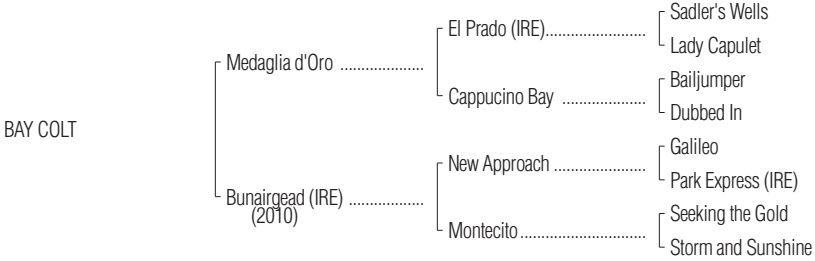 Sadler's Wells
El Prado (IRE)........................
Lady Capulet
Medaglia d'Oro ....................
Bailjumper
Cappucino Bay ....................
Dubbed In
BAY COLT
Galileo
New Approach ......................
Park Express (IRE)
Bunairgead (IRE) ..................
(2010)
Seeking the Gold
Montecito..............................
Storm and Sunshine